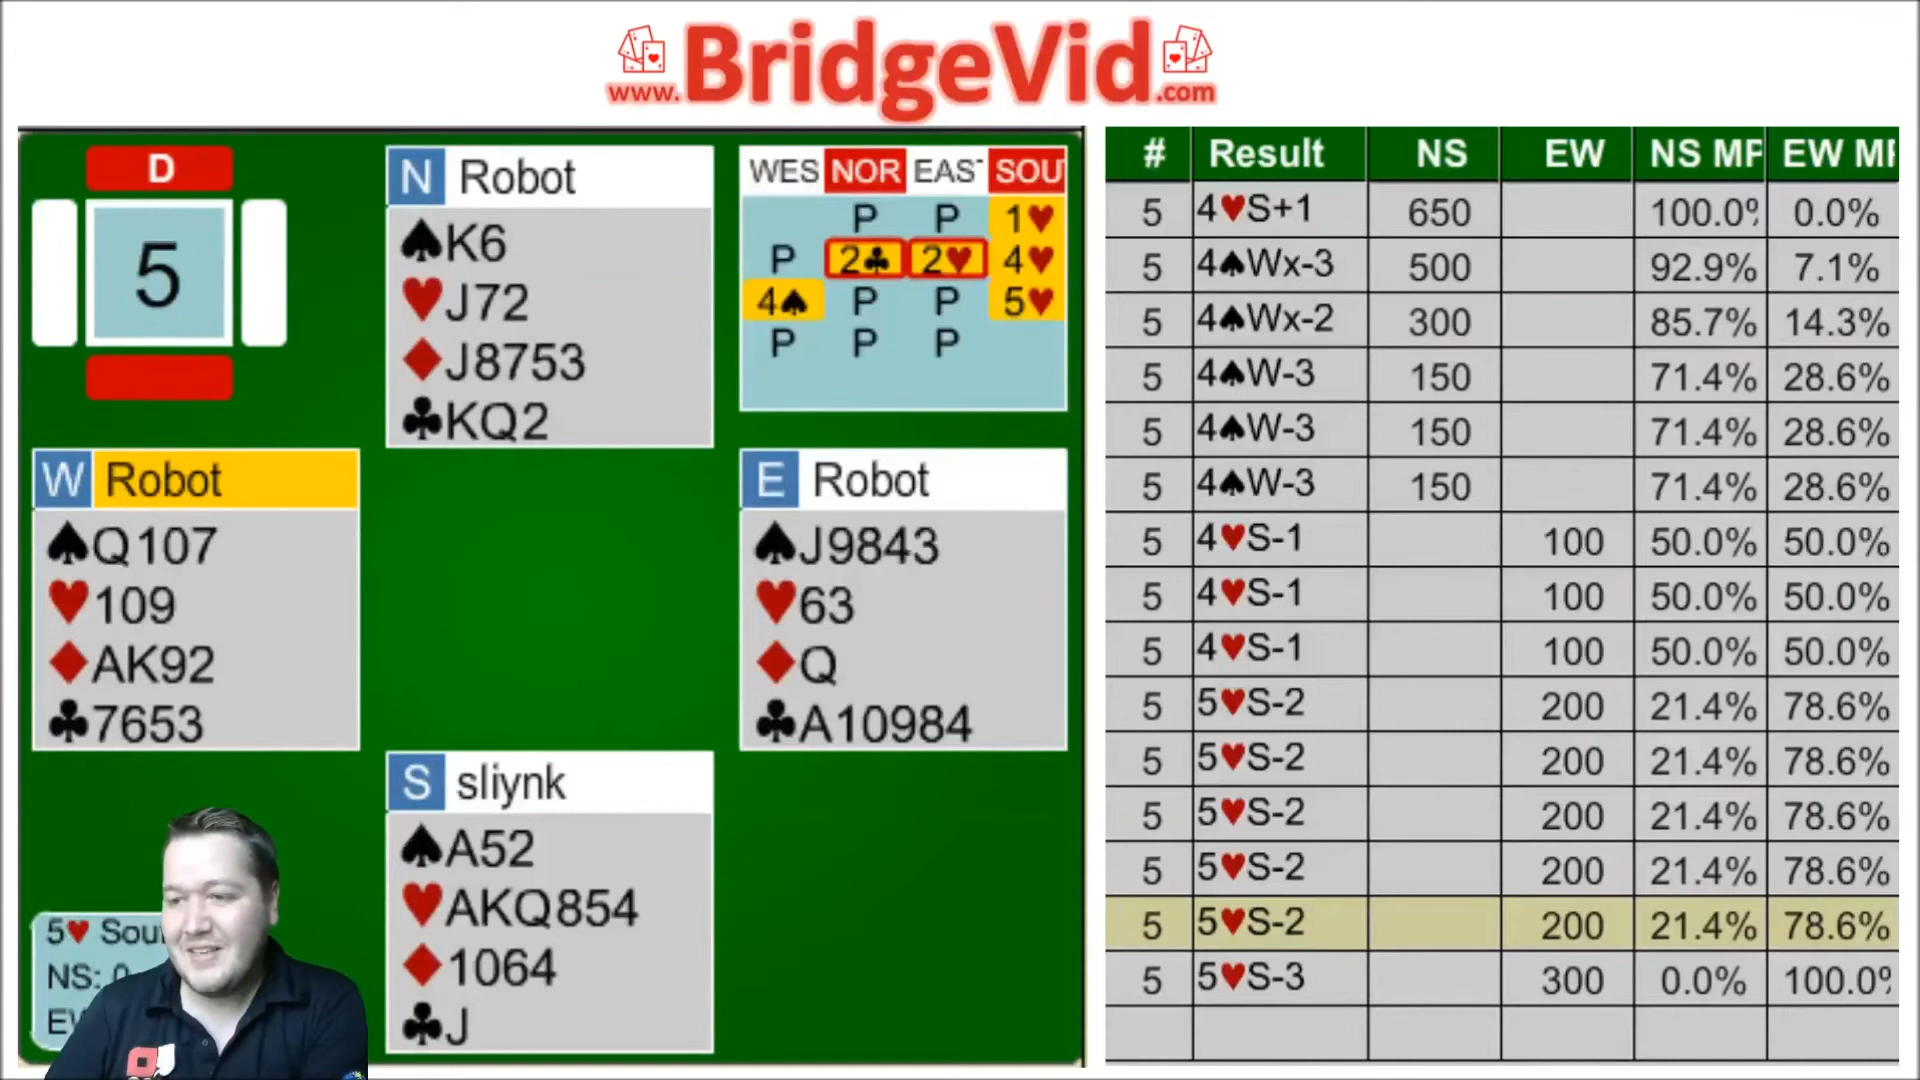 www.BridgeVid.com
D
5
N Robot
♠K6
♥J72
♦J8753
♣KQ2
WES NOR EAS SOU
P P 1♥
P 2♣ 2♥ 4♥
4♠ P P 5♥
P P P
W Robot
♠Q107
♥109
♦AK92
♣7653
E Robot
♠J9843
♥63
♦Q
♣A10984
S sliynk
♠A52
♥AKQ854
♦1064
♣J
5♥ Sou
NS: 0
EW
# Result NS EW NS MP EW MP
5 4♥S+1 650 100.0% 0.0%
5 4♠Wx-3 500 92.9% 7.1%
5 4♠Wx-2 300 85.7% 14.3%
5 4♠W-3 150 71.4% 28.6%
5 4♠W-3 150 71.4% 28.6%
5 4♠W-3 150 71.4% 28.6%
5 4♥S-1 100 50.0% 50.0%
5 4♥S-1 100 50.0% 50.0%
5 4♥S-1 100 50.0% 50.0%
5 5♥S-2 200 21.4% 78.6%
5 5♥S-2 200 21.4% 78.6%
5 5♥S-2 200 21.4% 78.6%
5 5♥S-2 200 21.4% 78.6%
5 5♥S-2 200 21.4% 78.6%
5 5♥S-3 300 0.0% 100.0%